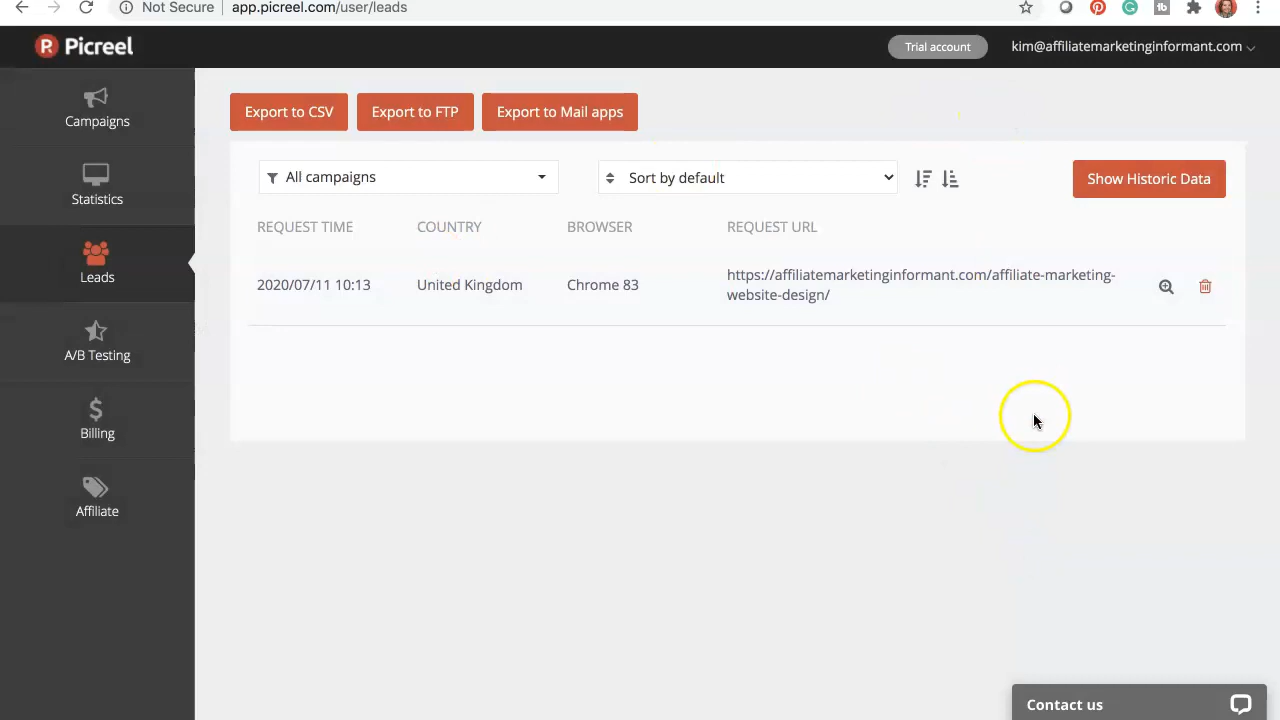 Not Secure app.picreel.com/user/leads
Picreel
Trial account
kim@affiliatemarketinginformant.com
Campaigns
Statistics
Leads
A/B Testing
Billing
Affiliate
Export to CSV
Export to FTP
Export to Mail apps
All campaigns
Sort by default
Show Historic Data
REQUEST TIME COUNTRY BROWSER REQUEST URL
2020/07/11 10:13 United Kingdom Chrome 83 https://affiliatemarketinginformant.com/affiliate-marketing-
website-design/
Contact us